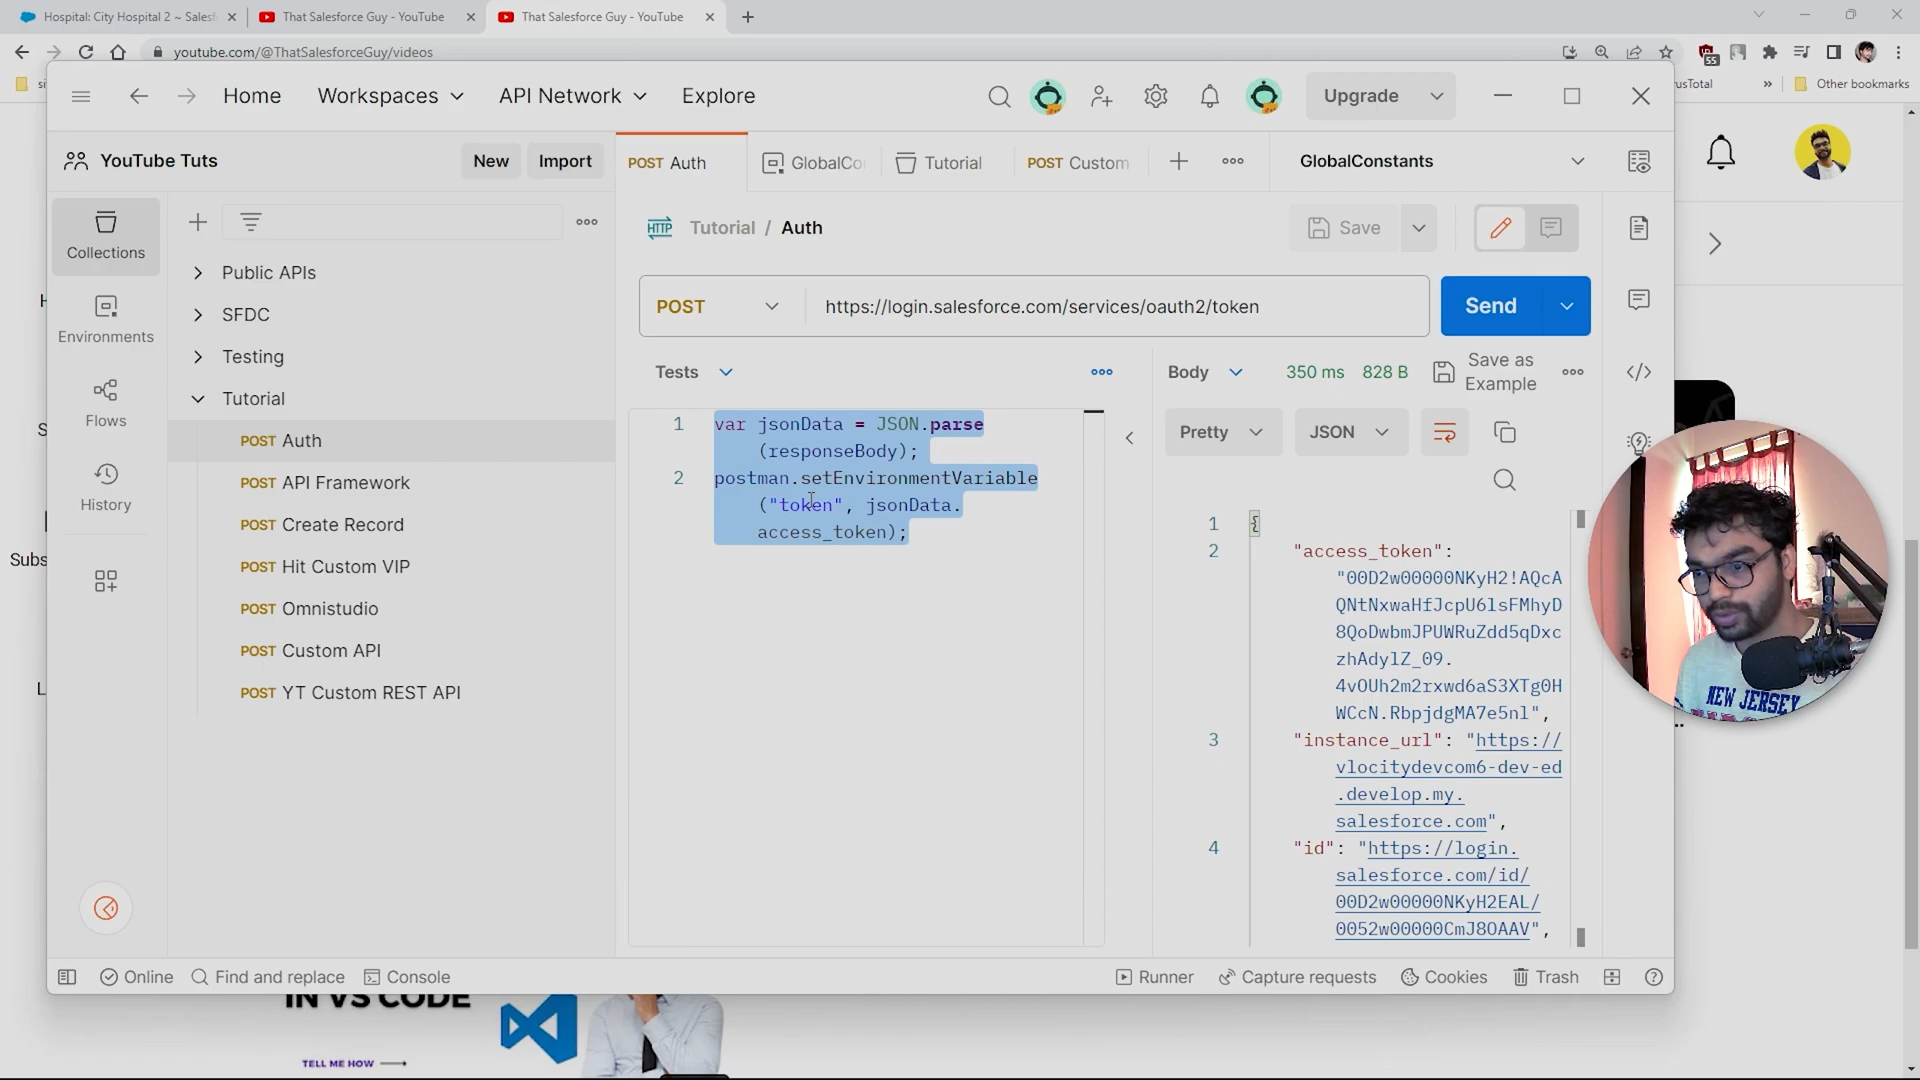 Hospital: City Hospital 2 ~ Salesf
That Salesforce Guy - YouTube
That Salesforce Guy - YouTube
youtube.com/@ThatSalesforceGuy/videos
55
si
rusTotal
»
Other bookmarks
Home
Workspaces
API Network
Explore
Upgrade
YouTube Tuts
New
Import
POST Auth
GlobalCo
Tutorial
POST Custom
GlobalConstants
Collections
Environments
Flows
History
Public APIs
SFDC
Testing
Tutorial
POST Auth
POST API Framework
POST Create Record
POST Hit Custom VIP
POST Omnistudio
POST Custom API
POST YT Custom REST API
HTTP Tutorial / Auth
Save
POST
https://login.salesforce.com/services/oauth2/token
Send
Tests
1 var jsonData = JSON.parse
(responseBody);
2 postman.setEnvironmentVariable
("token", jsonData.
access_token);
Body
350 ms 828 B
Save as
Example
Pretty
JSON
1 {
2 "access_token":
"00D2w00000NKyH2!AQcA
QNtNxwaHfJcpU6lsFMhyD
8QoDwbmJPUWRuZdd5qDxc
zhAdylZ_09.
4vOUh2m2rxwd6aS3XTg0H
WCcN.RbpjdgMA7e5nl",
3 "instance_url": "https://
vlocitydevcom6-dev-ed
.develop.my.
salesforce.com",
4 "id": "https://login.
salesforce.com/id/
00D2w00000NKyH2EAL/
0052w00000CmJ8OAAV",
Subs
NEW JERSEY
Online
Find and replace
Console
Runner
Capture requests
Cookies
Trash
IN VS CODE
TELL ME HOW